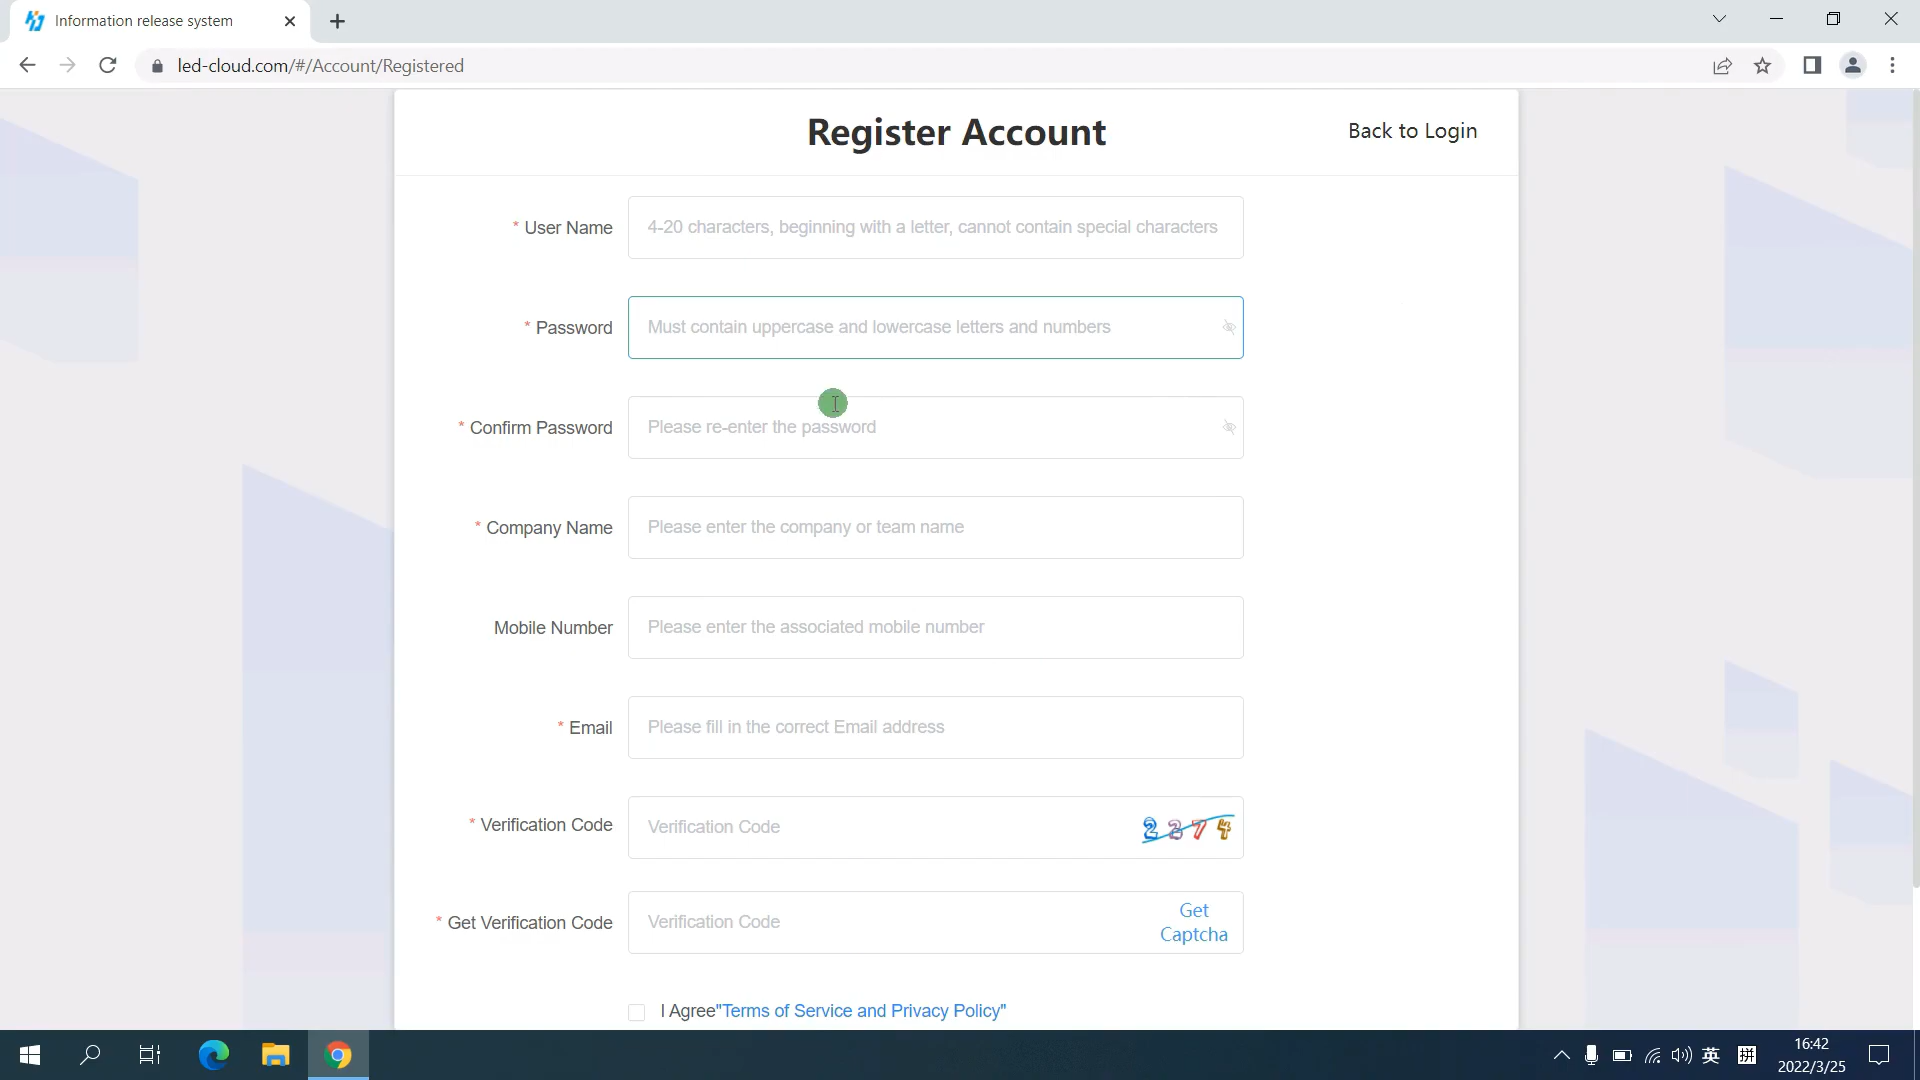 Information release system
led-cloud.com/#/Account/Registered
Register Account
Back to Login
* User Name
4-20 characters, beginning with a letter, cannot contain special characters
* Password
Must contain uppercase and lowercase letters and numbers
* Confirm Password
Please re-enter the password
* Company Name
Please enter the company or team name
Mobile Number
Please enter the associated mobile number
* Email
Please fill in the correct Email address
* Verification Code
Verification Code
2274
* Get Verification Code
Verification Code
Get
Captcha
I Agree"Terms of Service and Privacy Policy"
英
拼
16:42
2022/3/25